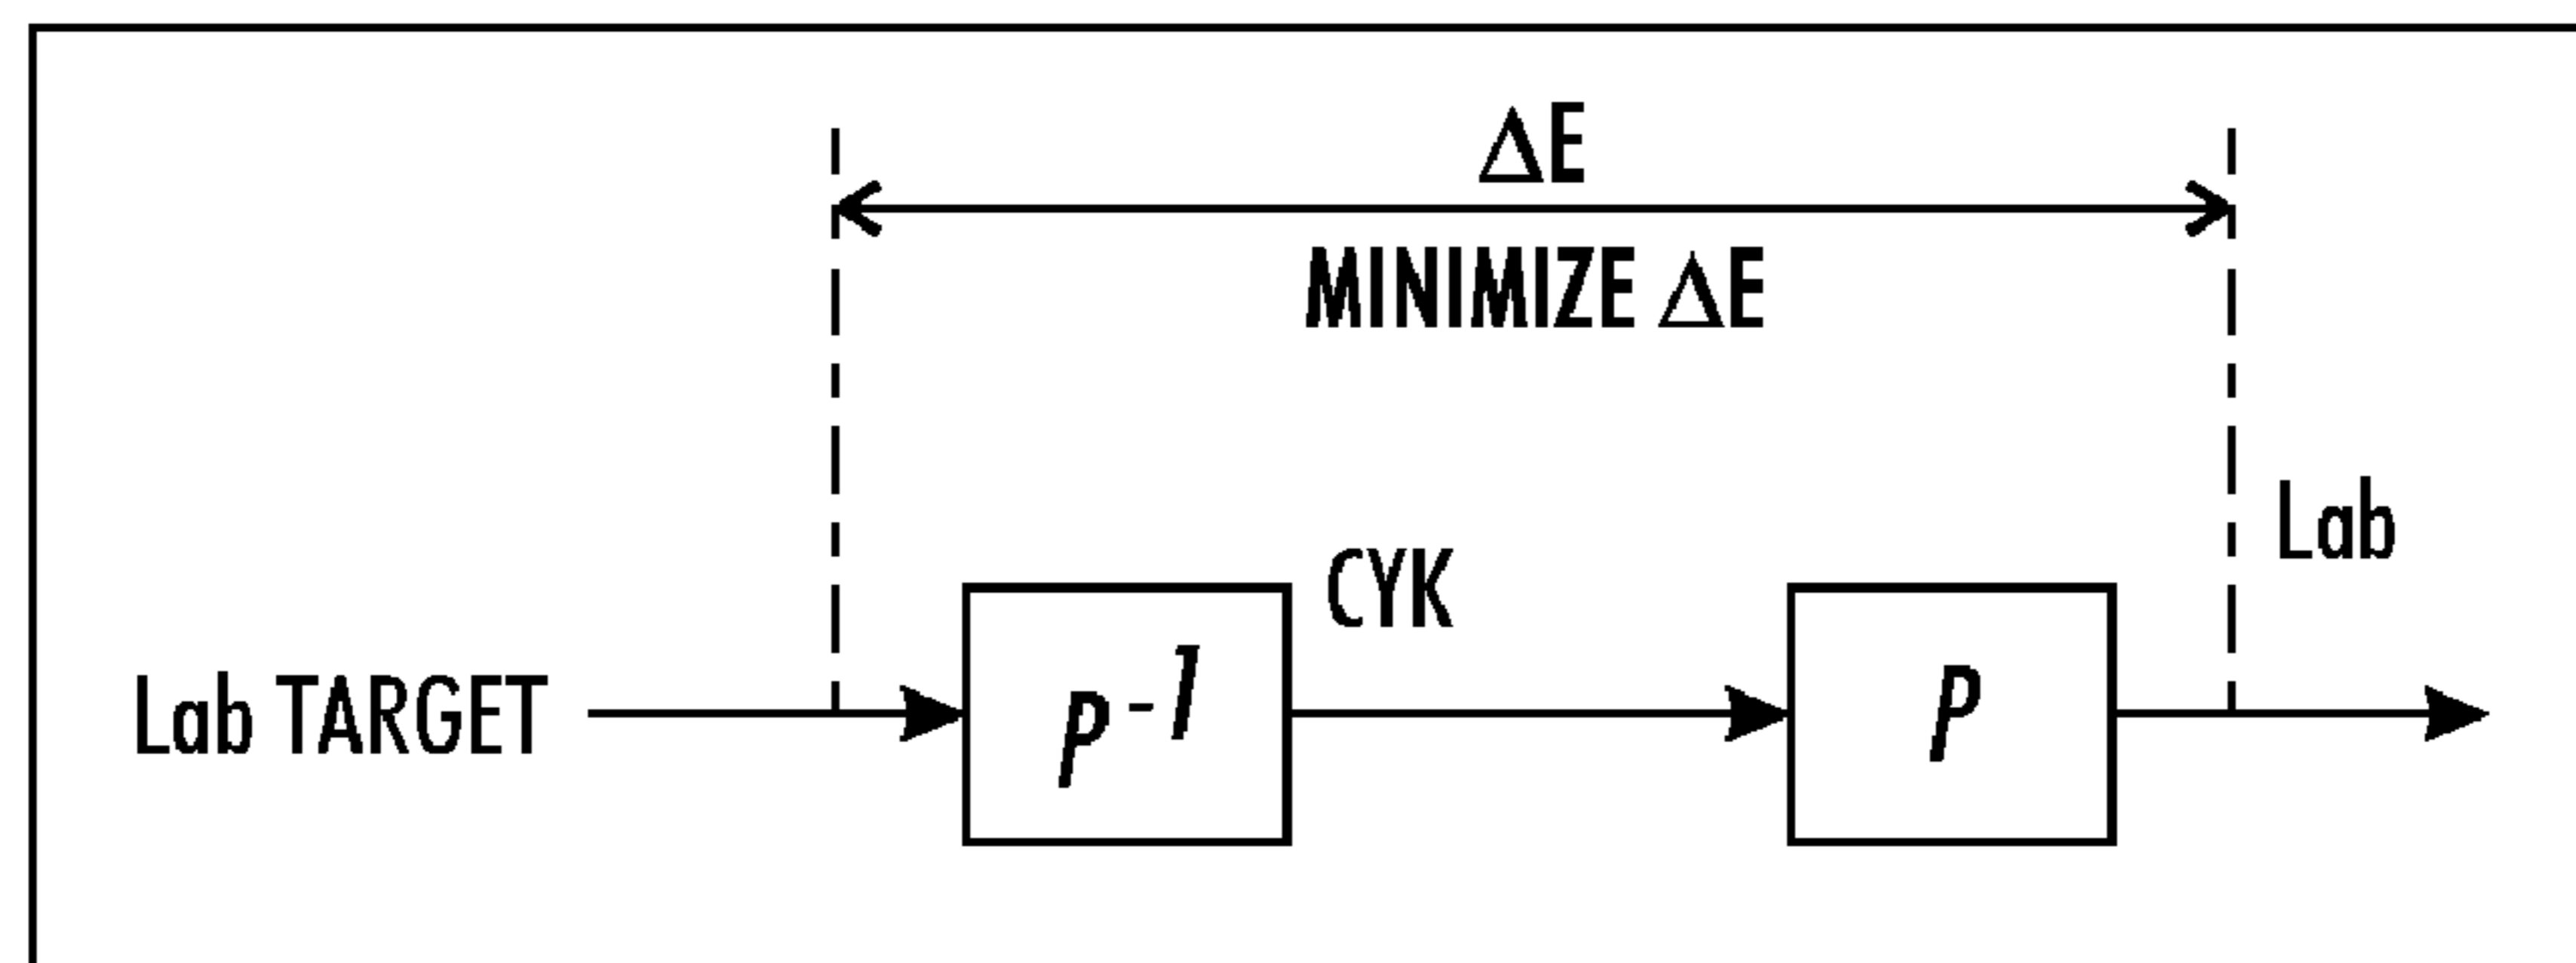 ΔE
MINIMIZE ΔE
Lab
CYK
Lab TARGET
P-1
P